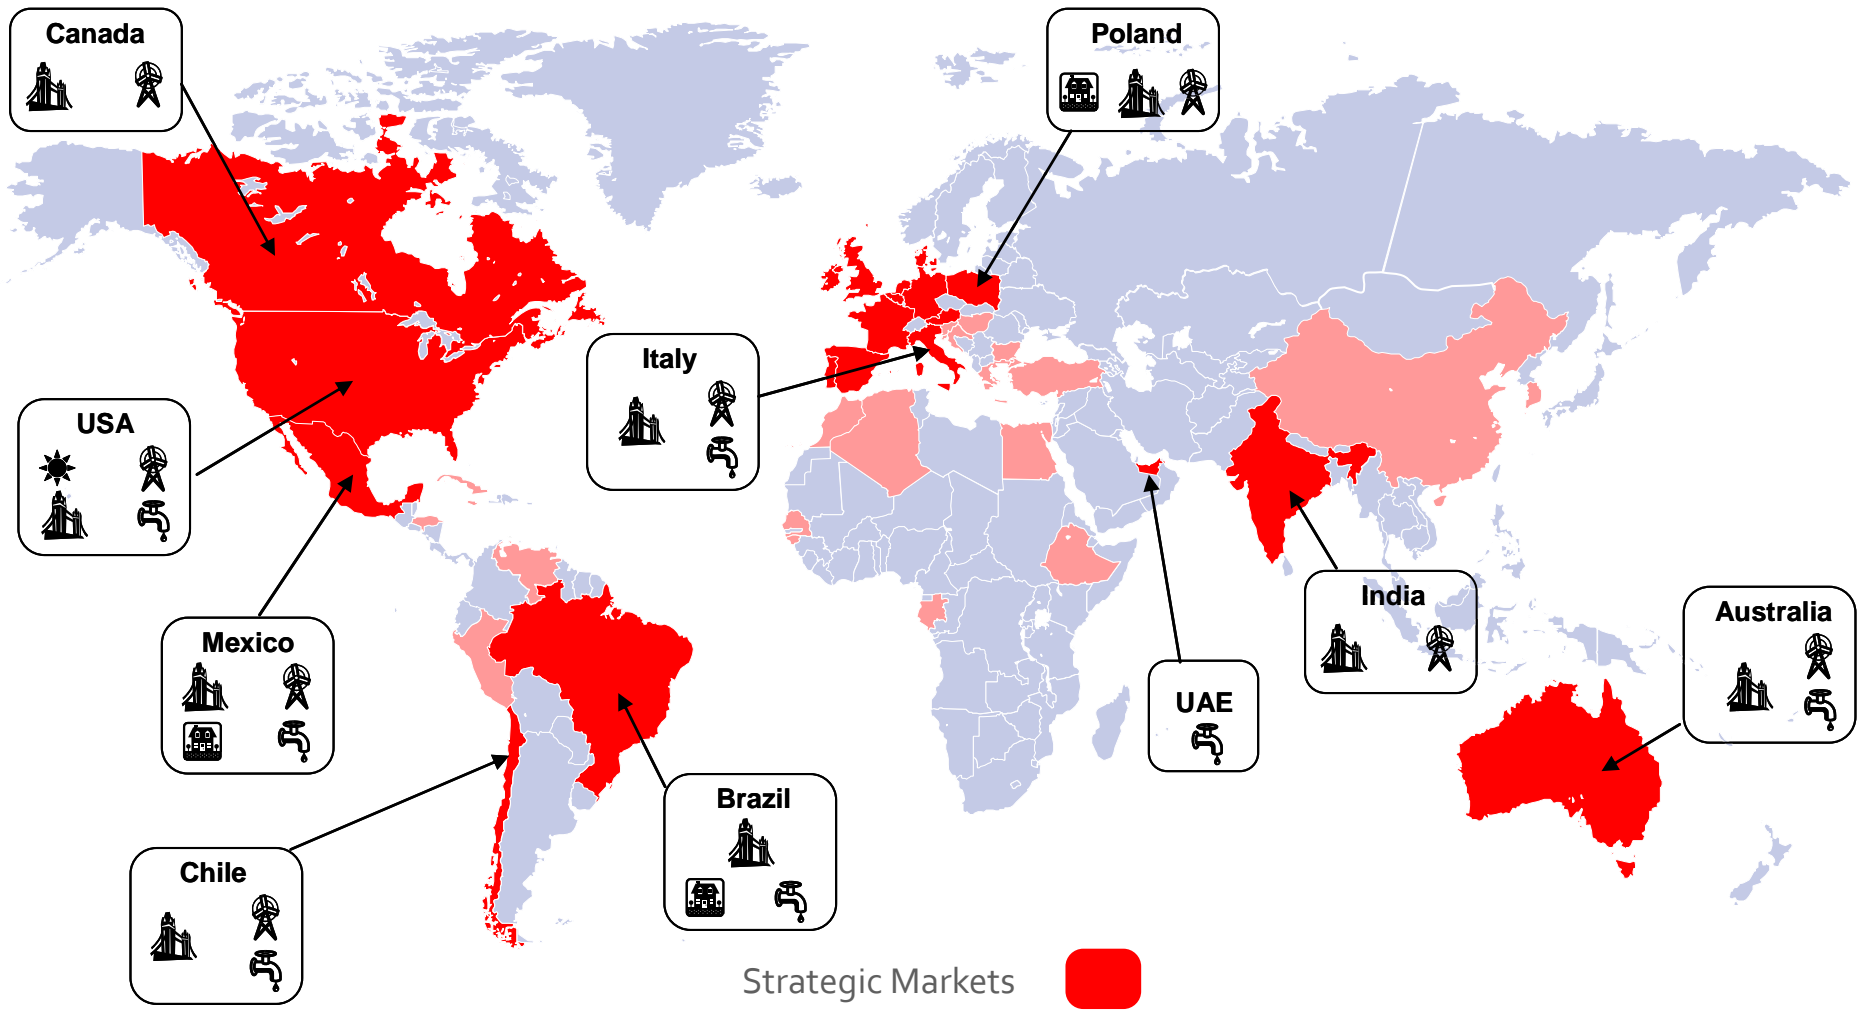 Canada
Poland
Italy
USA
Mexico
India
Australia
UAE
Brazil
Chile
Strategic Markets